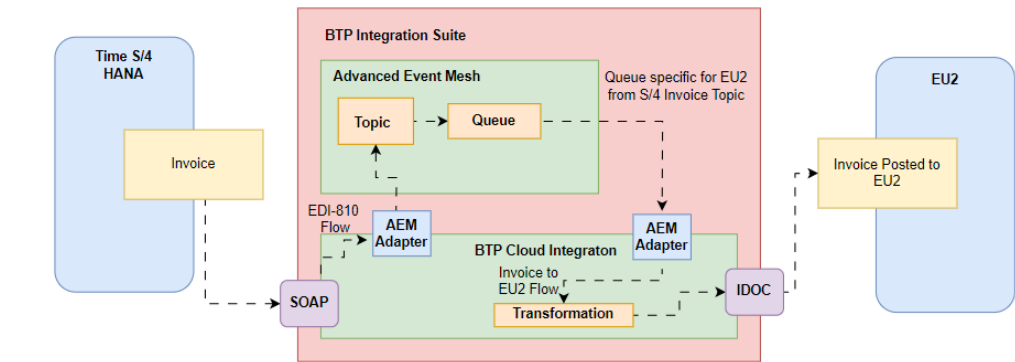 Time S/4
HANA
Invoice
BTP Integration Suite
Advanced Event Mesh
Topic
Queue
Queue specific for EU2
from S/4 Invoice Topic
EDI-810
Flow
AEM
Adapter
AEM
Adapter
BTP Cloud Integraton
SOAP
Invoice to
EU2 Flow
Transformation
IDOC
EU2
Invoice Posted to
EU2